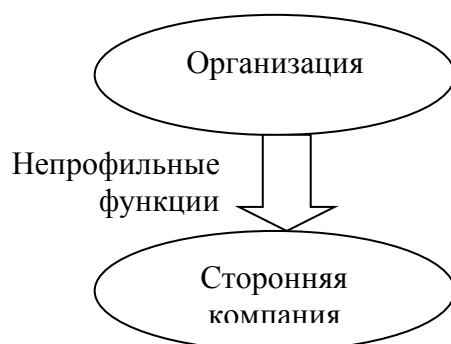 Организация
Непрофильные
функции
Сторонняя
компания